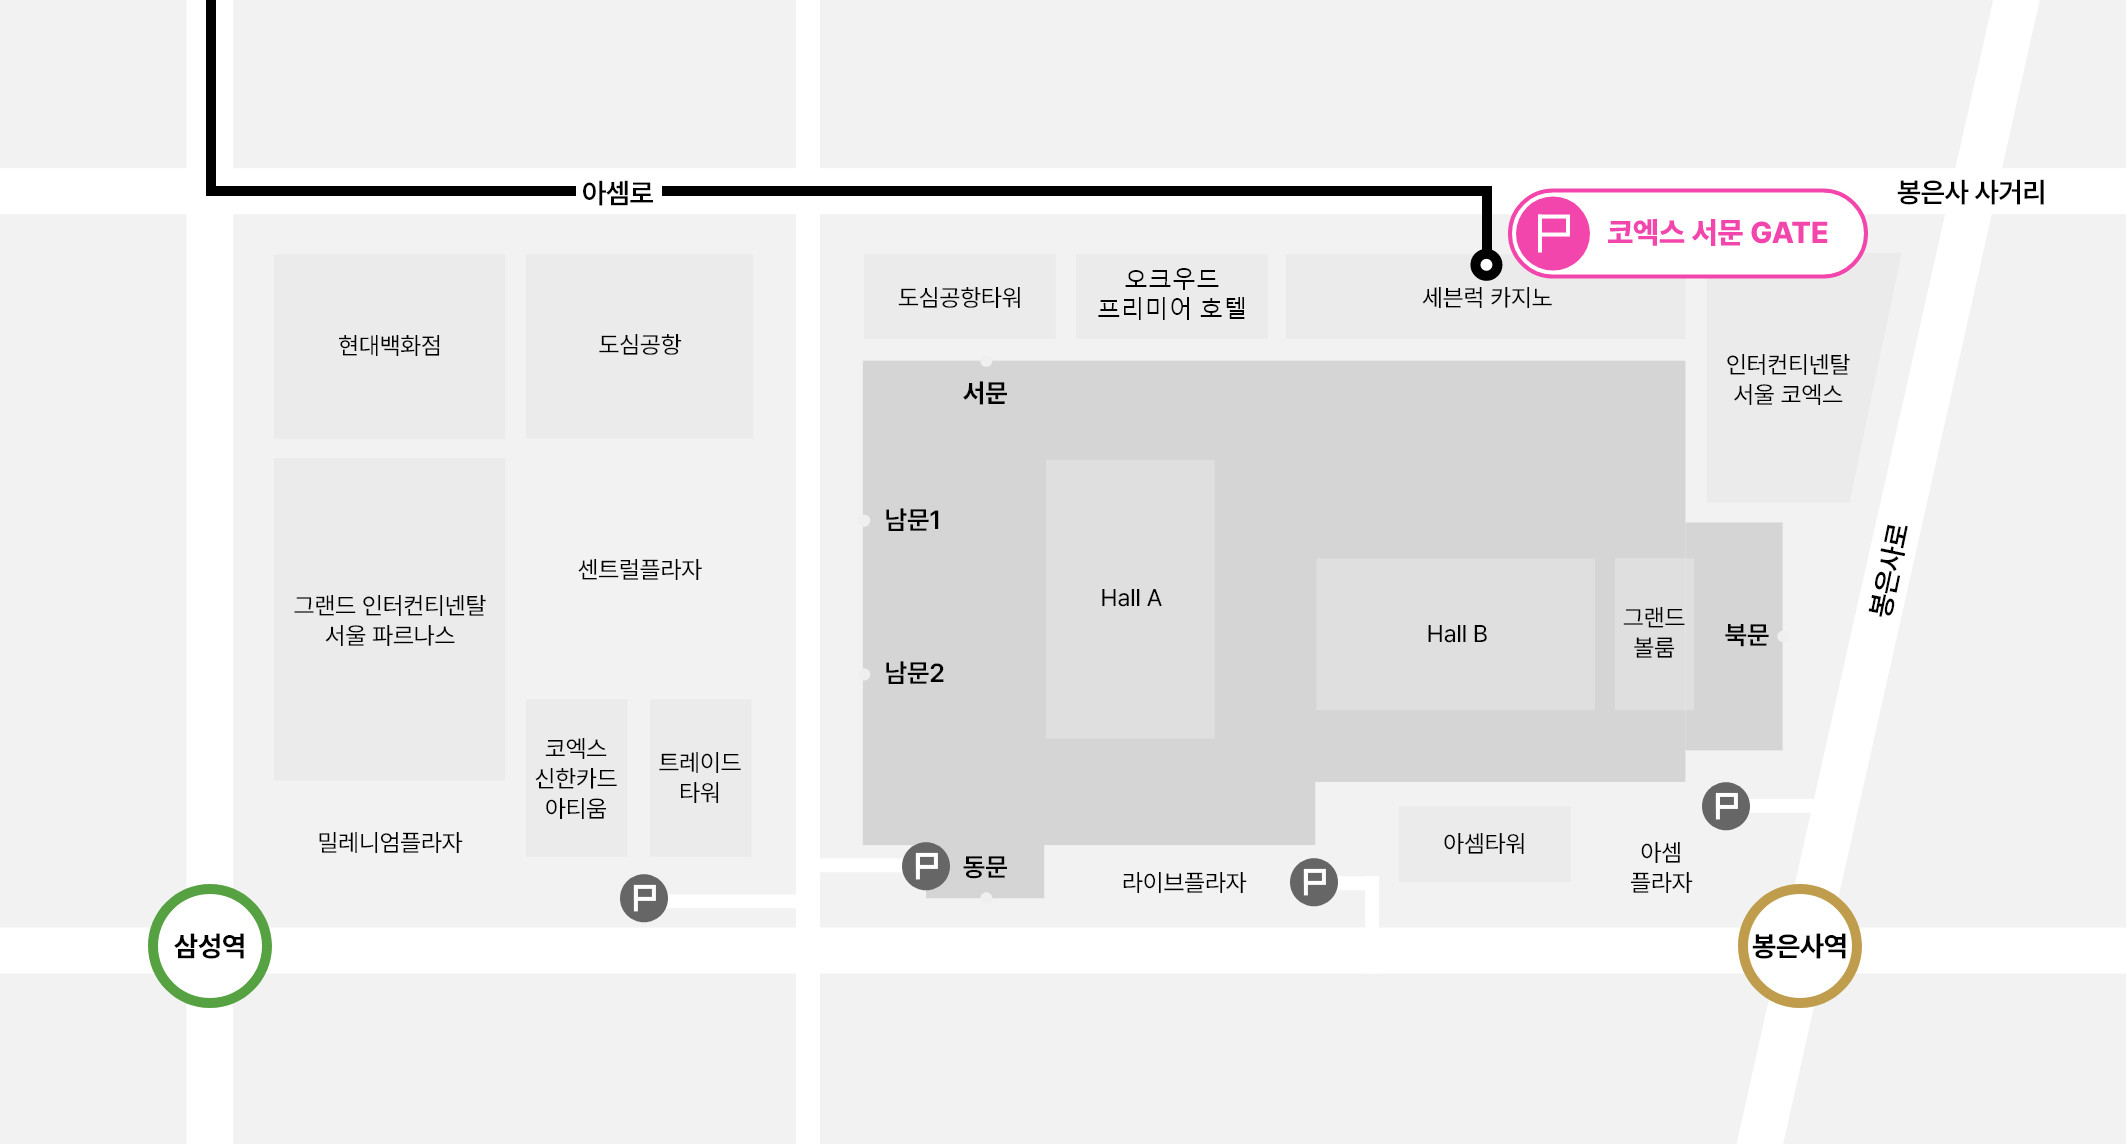 아셈로
봉은사 사거리
코엑스 서문 GATE
현대백화점
도심공항
도심공항타워
오크우드
프리미어 호텔
세븐럭 카지노
인터컨티넨탈
서울 코엑스
서문
남문1
남문2
Hall A
Hall B
그랜드
볼룸
북문
봉은사로
센트럴플라자
그랜드 인터컨티넨탈
서울 파르나스
코엑스
신한카드
아티움
트레이드
타워
밀레니엄플라자
동문
라이브플라자
아셈타워
아셈
플라자
삼성역
봉은사역